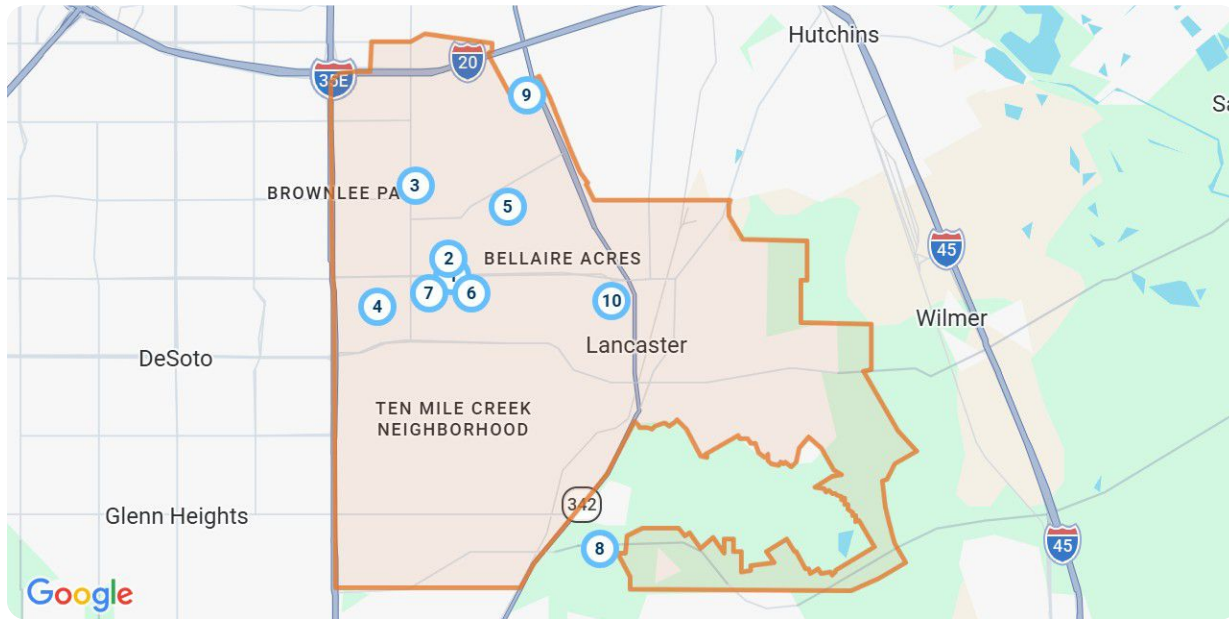 Hutchins
20
35E
9
Sa
3
BROWNLEE PA
5
2
BELLAIRE ACRES
45
7
6
4
10
Wilmer
Lancaster
DeSoto
TEN MILE CREEK
NEIGHBORHOOD
342
Glenn Heights
8
45
Google